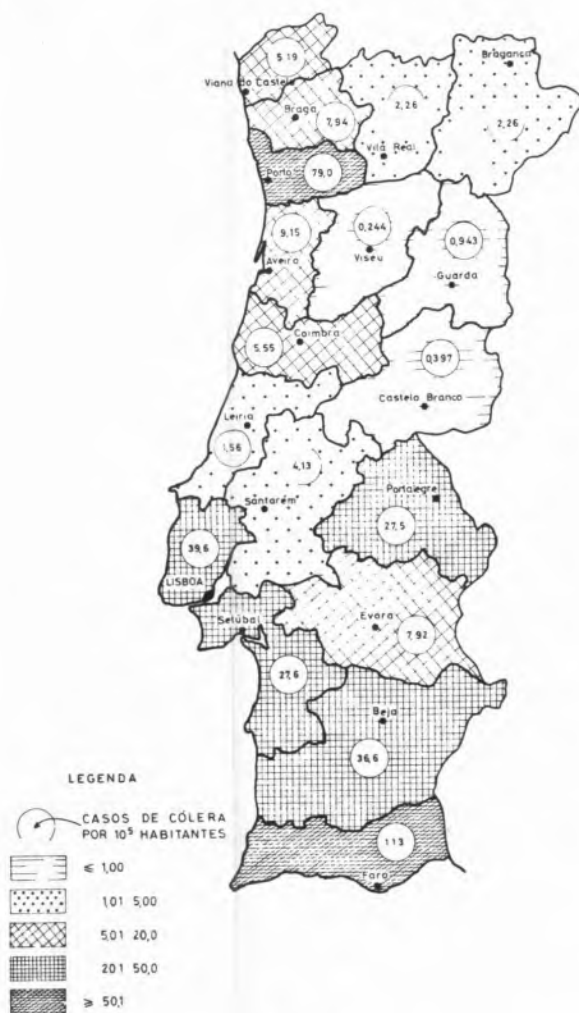 5.19
Viana do Castelo
Braga
7,94
2,26
Vila Real
Bragança
2,26
Porto
79,0
9,15
Aveiro
0,244
Viseu
0,943
Guarda
Coimbra
5,55
0,397
Castelo Branco
Leiria
1,56
4,13
Santarém
Portalegre
27,5
39,6
LISBOA
Setúbal
Evora
7,92
27,6
Beja
36,6
113
Faro
LEGENDA
CASOS DE CÓLERA
POR 10⁵ HABITANTES
≤ 1,00
1,01 5,00
5,01 20,0
20,1 50,0
≥ 50,1